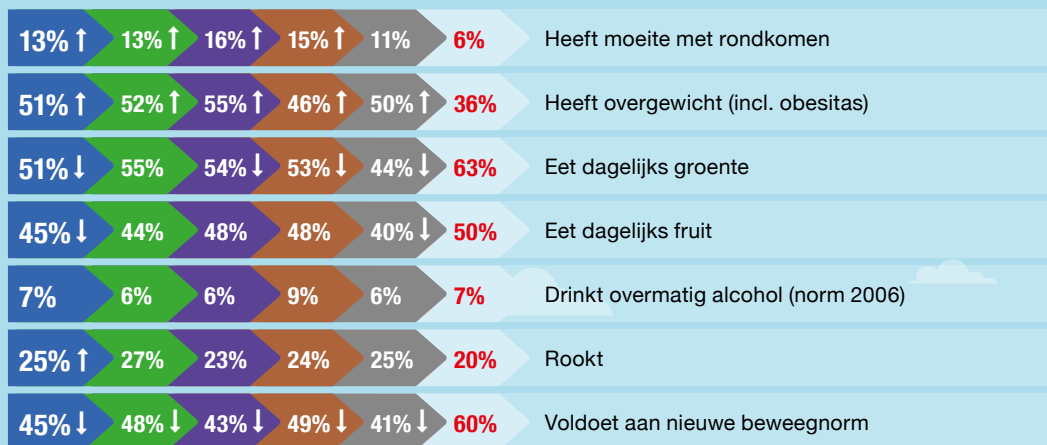 13% ↑ 13% ↑ 16% ↑ 15% ↑ 11% 6% Heeft moeite met rondkomen
51% ↑ 52% ↑ 55% ↑ 46% ↑ 50% ↑ 36% Heeft overgewicht (incl. obesitas)
51% ↓ 55% 54% ↓ 53% ↓ 44% ↓ 63% Eet dagelijks groente
45% ↓ 44% 48% 48% 40% ↓ 50% Eet dagelijks fruit
7% 6% 6% 9% 6% 7% Drinkt overmatig alcohol (norm 2006)
25% ↑ 27% 23% 24% 25% 20% Rookt
45% ↓ 48% ↓ 43% ↓ 49% ↓ 41% ↓ 60% Voldoet aan nieuwe beweegnorm